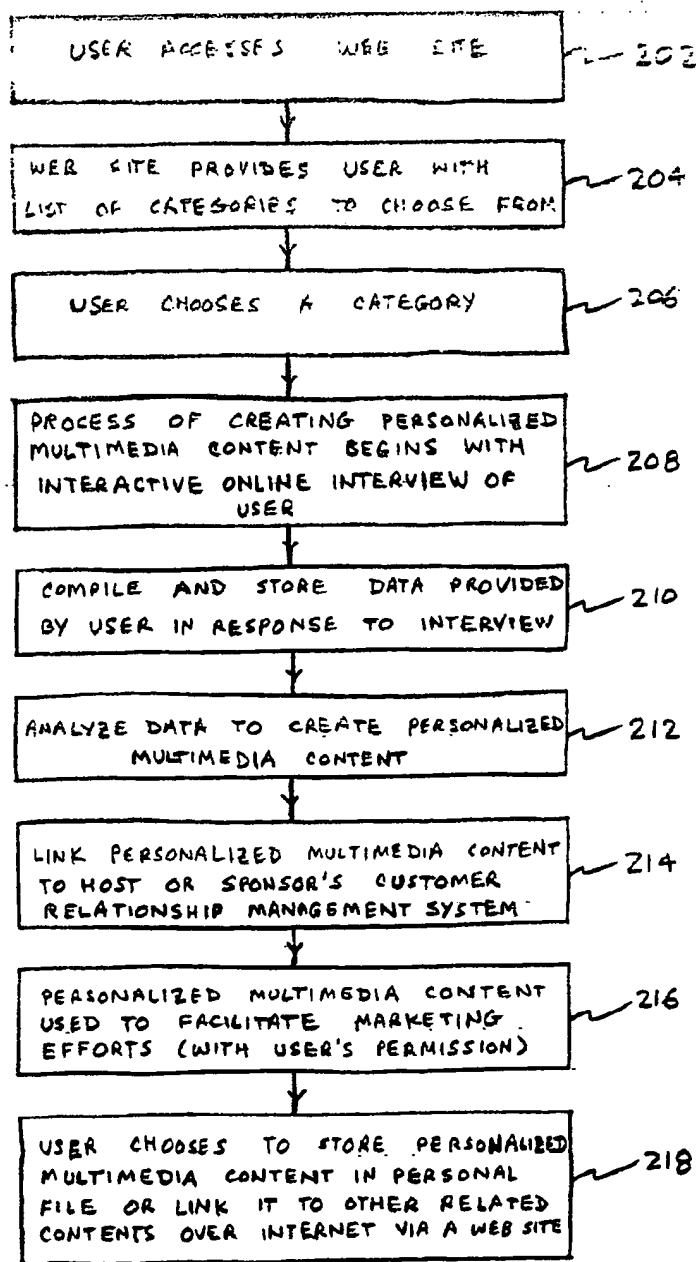 USER ACCESSES WEB SITE
202
WEB SITE PROVIDES USER WITH
LIST OF CATEGORIES TO CHOOSE FROM
204
USER CHOOSES A CATEGORY
206
PROCESS OF CREATING PERSONALIZED
MULTIMEDIA CONTENT BEGINS WITH
INTERACTIVE ONLINE INTERVIEW OF
USER
208
COMPILE AND STORE DATA PROVIDED
BY USER IN RESPONSE TO INTERVIEW
210
ANALYZE DATA TO CREATE PERSONALIZED
MULTIMEDIA CONTENT
212
LINK PERSONALIZED MULTIMEDIA CONTENT
TO HOST OR SPONSOR'S CUSTOMER
RELATIONSHIP MANAGEMENT SYSTEM
214
PERSONALIZED MULTIMEDIA CONTENT
USED TO FACILITATE MARKETING
EFFORTS (WITH USER'S PERMISSION)
216
USER CHOOSES TO STORE PERSONALIZED
MULTIMEDIA CONTENT IN PERSONAL
FILE OR LINK IT TO OTHER RELATED
CONTENTS OVER INTERNET VIA A WEB SITE
218